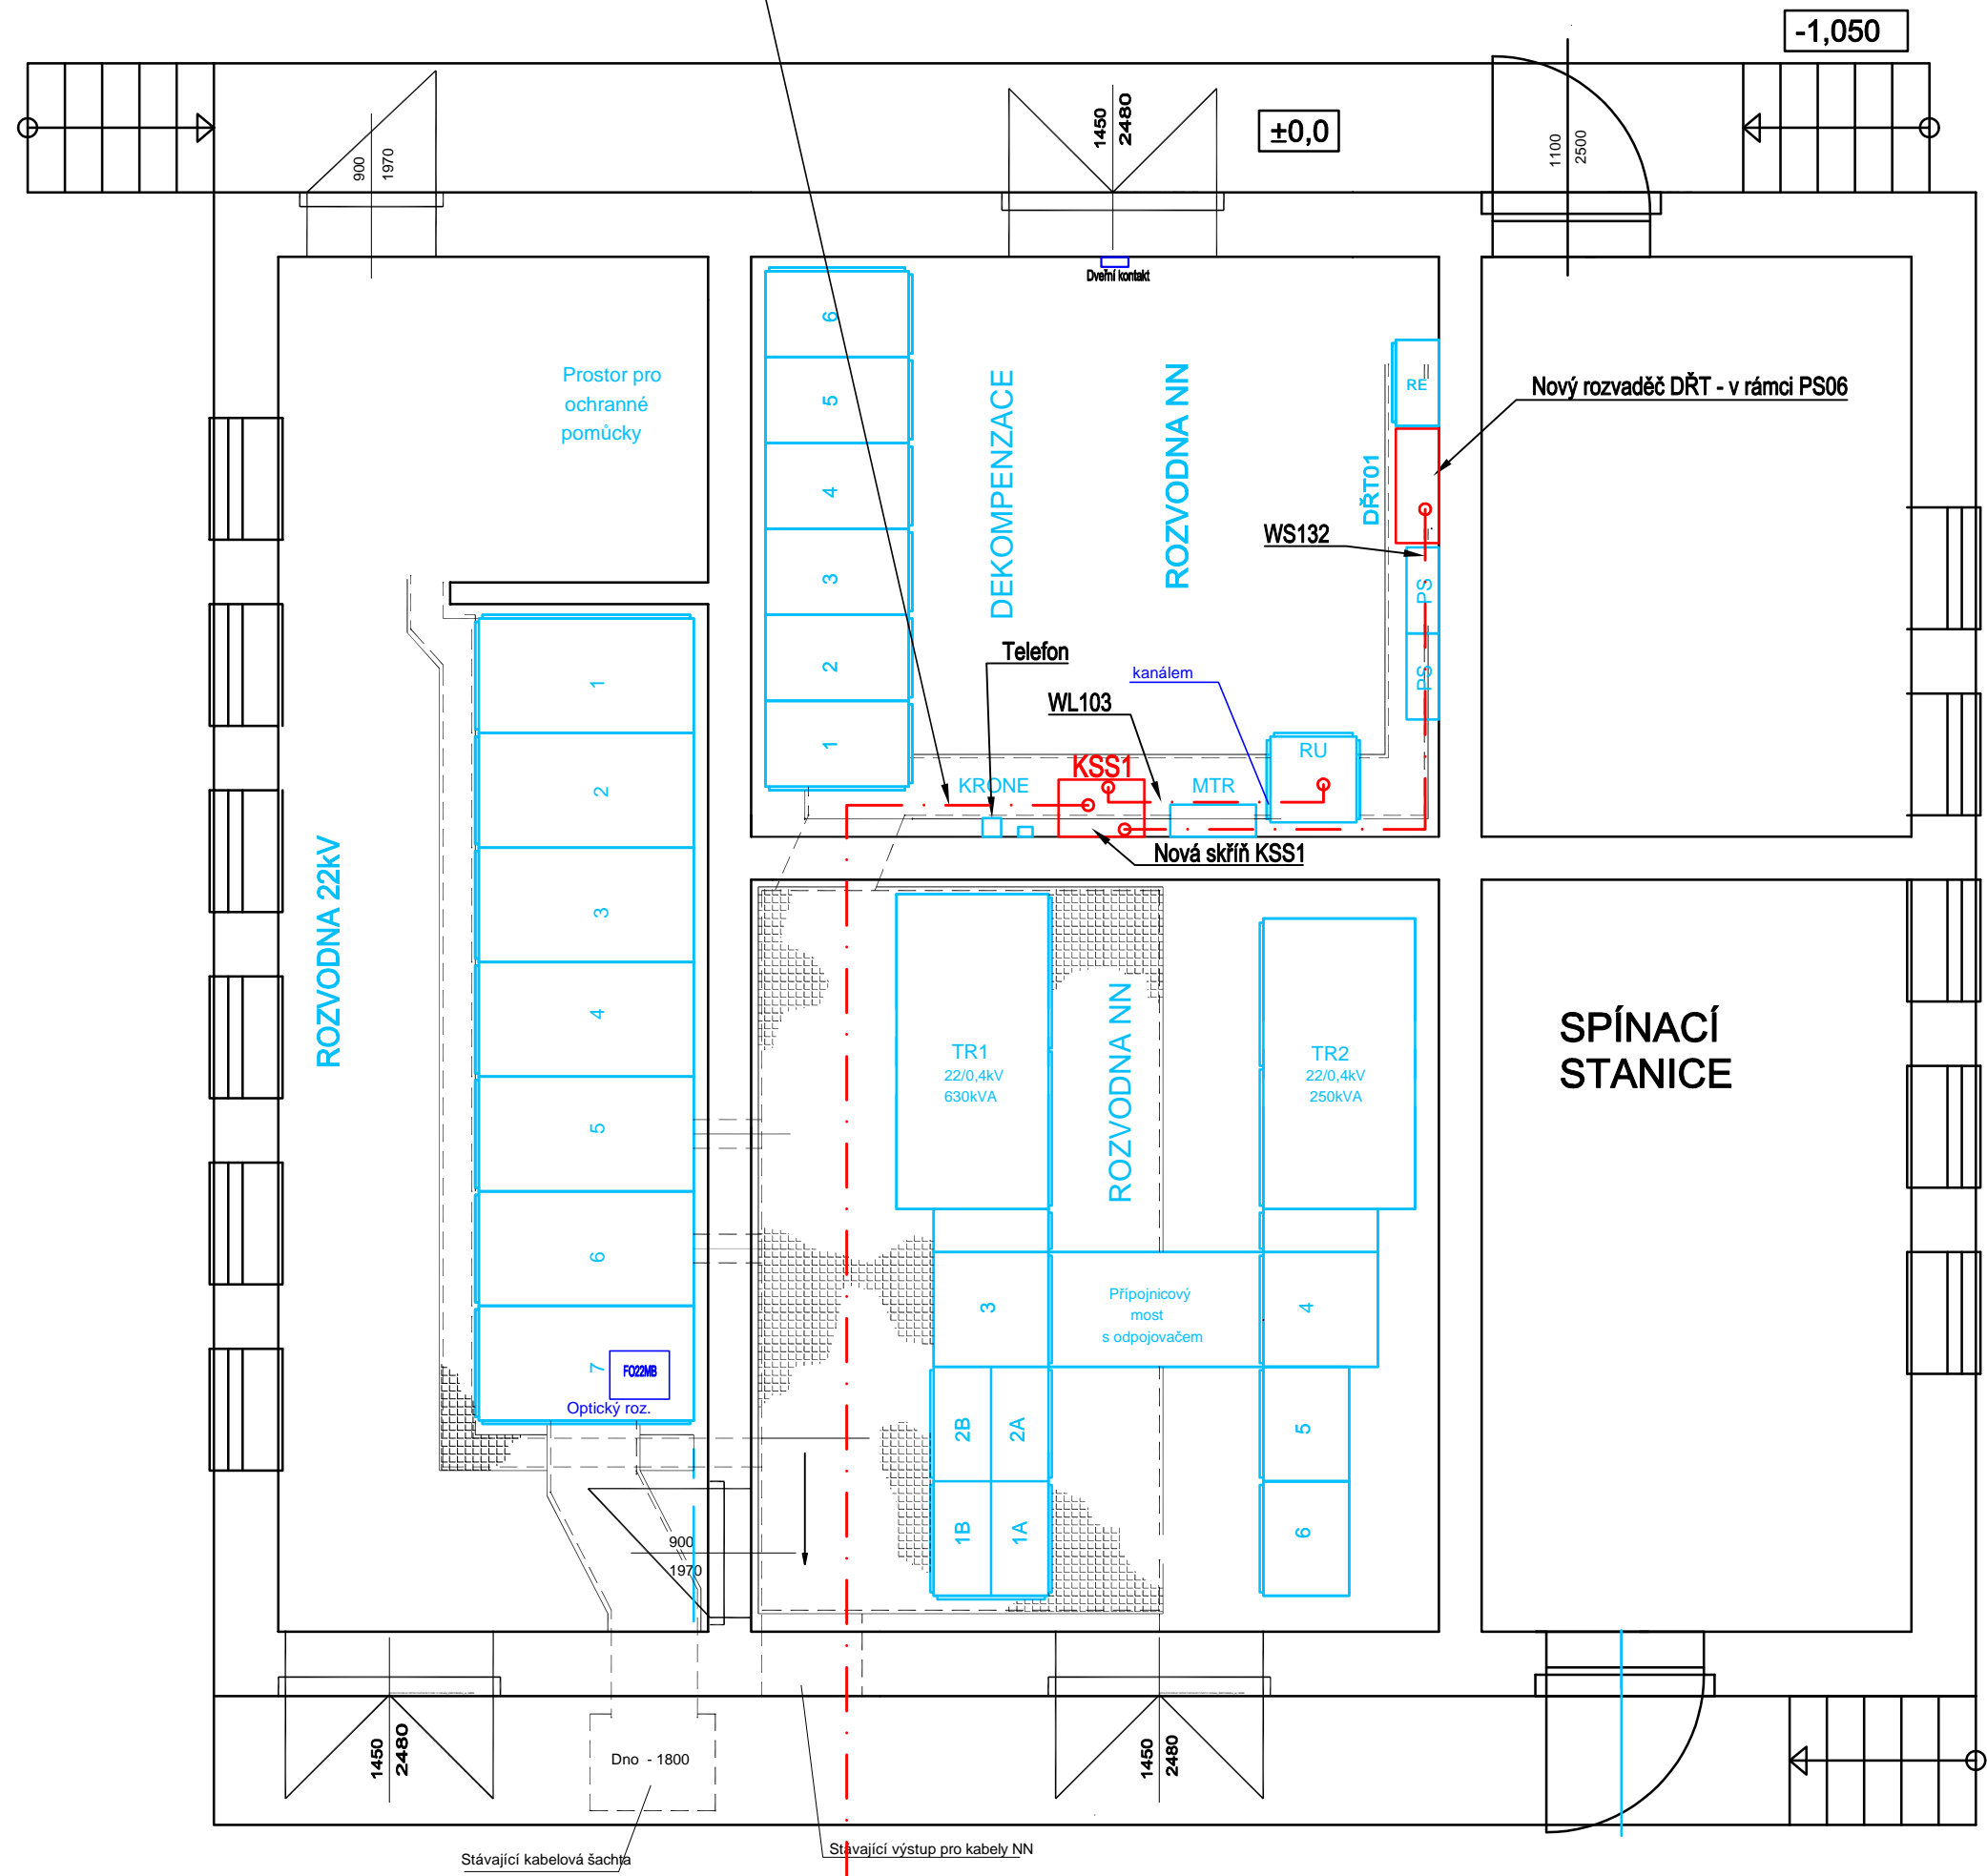 -1,050
±0,0
900
1970
1450
2480
1100
2500
Dveřní kontakt
Prostor pro
ochranné
pomůcky
6
5
4
3
2
1
DEKOMPENZACE
ROZVODNA NN
RE
Nový rozvaděč DŘT - v rámci PS06
DŘT01
WS132
PS
PS
Telefon
kanálem
WL103
RU
KSS1
KRONE
MTR
Nová skříň KSS1
ROZVODNA 22kV
1
2
3
4
5
6
7
FO22MB
Optický roz.
TR1
22/0,4kV
630kVA
ROZVODNA NN
TR2
22/0,4kV
250kVA
SPÍNACÍ
STANICE
3
Přípojnicový
most
s odpojovačem
4
2B
2A
5
1B
1A
6
900
1970
1450
2480
Dno - 1800
1450
2480
Stávající kabelová šachta
Stávající výstup pro kabely NN